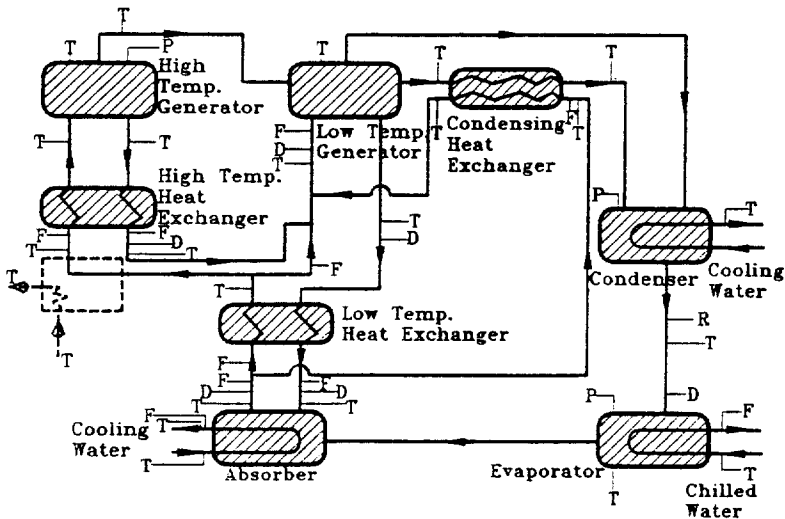 T
T
P
High
Temp.
Generator
T
T
T
High Temp.
Heat
Exchanger
F
T
F
D
T
T
T
T
F
D
T
Low Temp.
Generator
T
T
Condensing
Heat
Exchanger
T
F
T
T
D
F
T
Low Temp.
Heat Exchanger
P
T
Condenser
Cooling
Water
R
T
D
F
F
D
T
F
D
T
F
T
Cooling
Water
T
Absorber
P
F
Evaporator
T
T
Chilled
Water